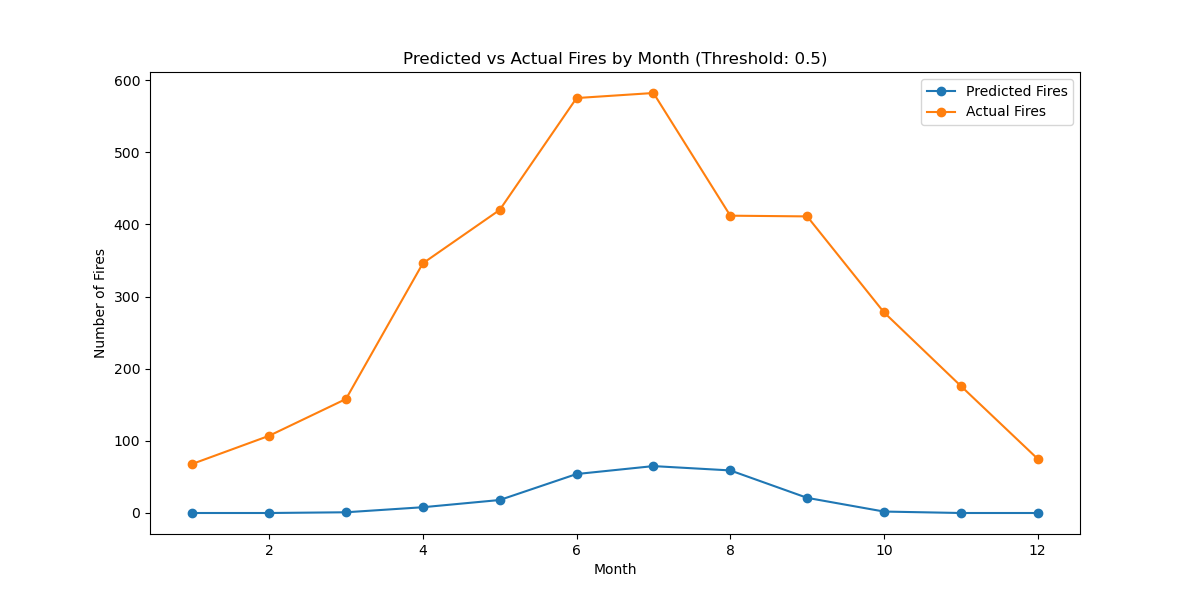 Predicted vs Actual Fires by Month (Threshold: 0.5)
Predicted Fires
Actual Fires
600
500
400
300
200
100
0
Number of Fires
2 4 6 8 10 12
Month